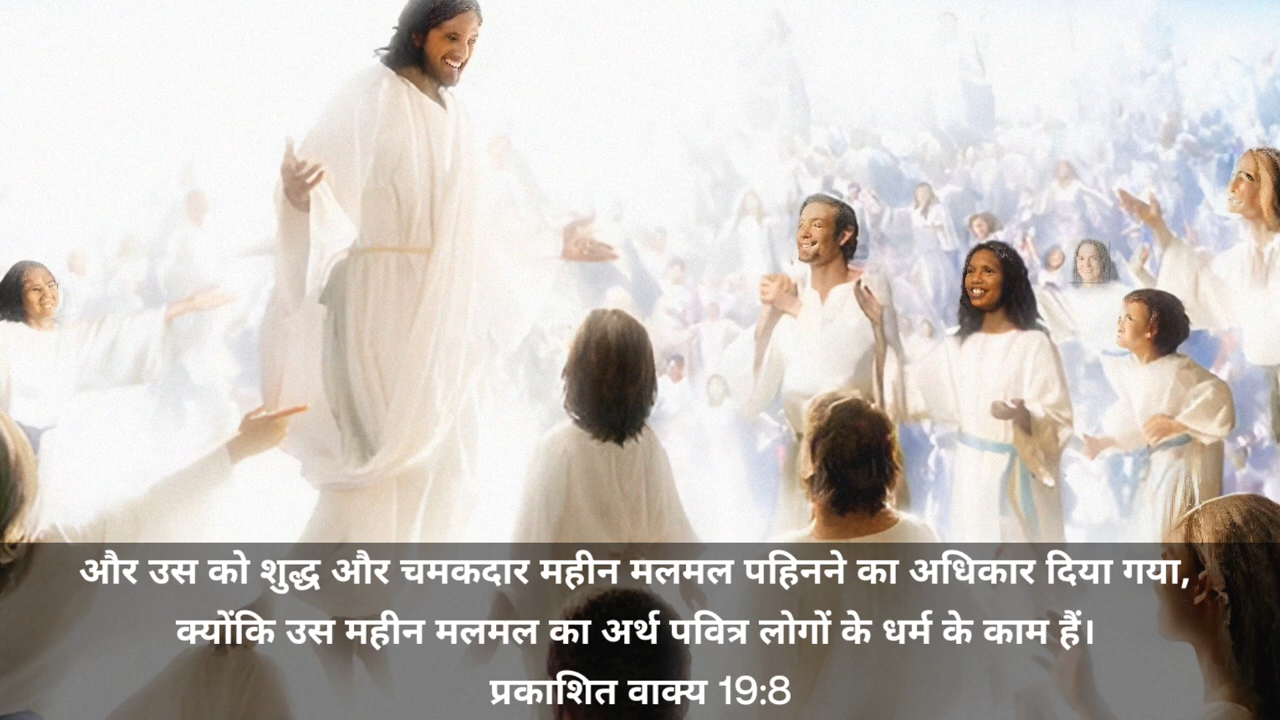 और उस को शुद्ध और चमकदार महीन मलमल पहिनने का अधिकार दिया गया,
क्योंकि उस महीन मलमल का अर्थ पवित्र लोगों के धर्म के काम हैं।
प्रकाशित वाक्य 19:8